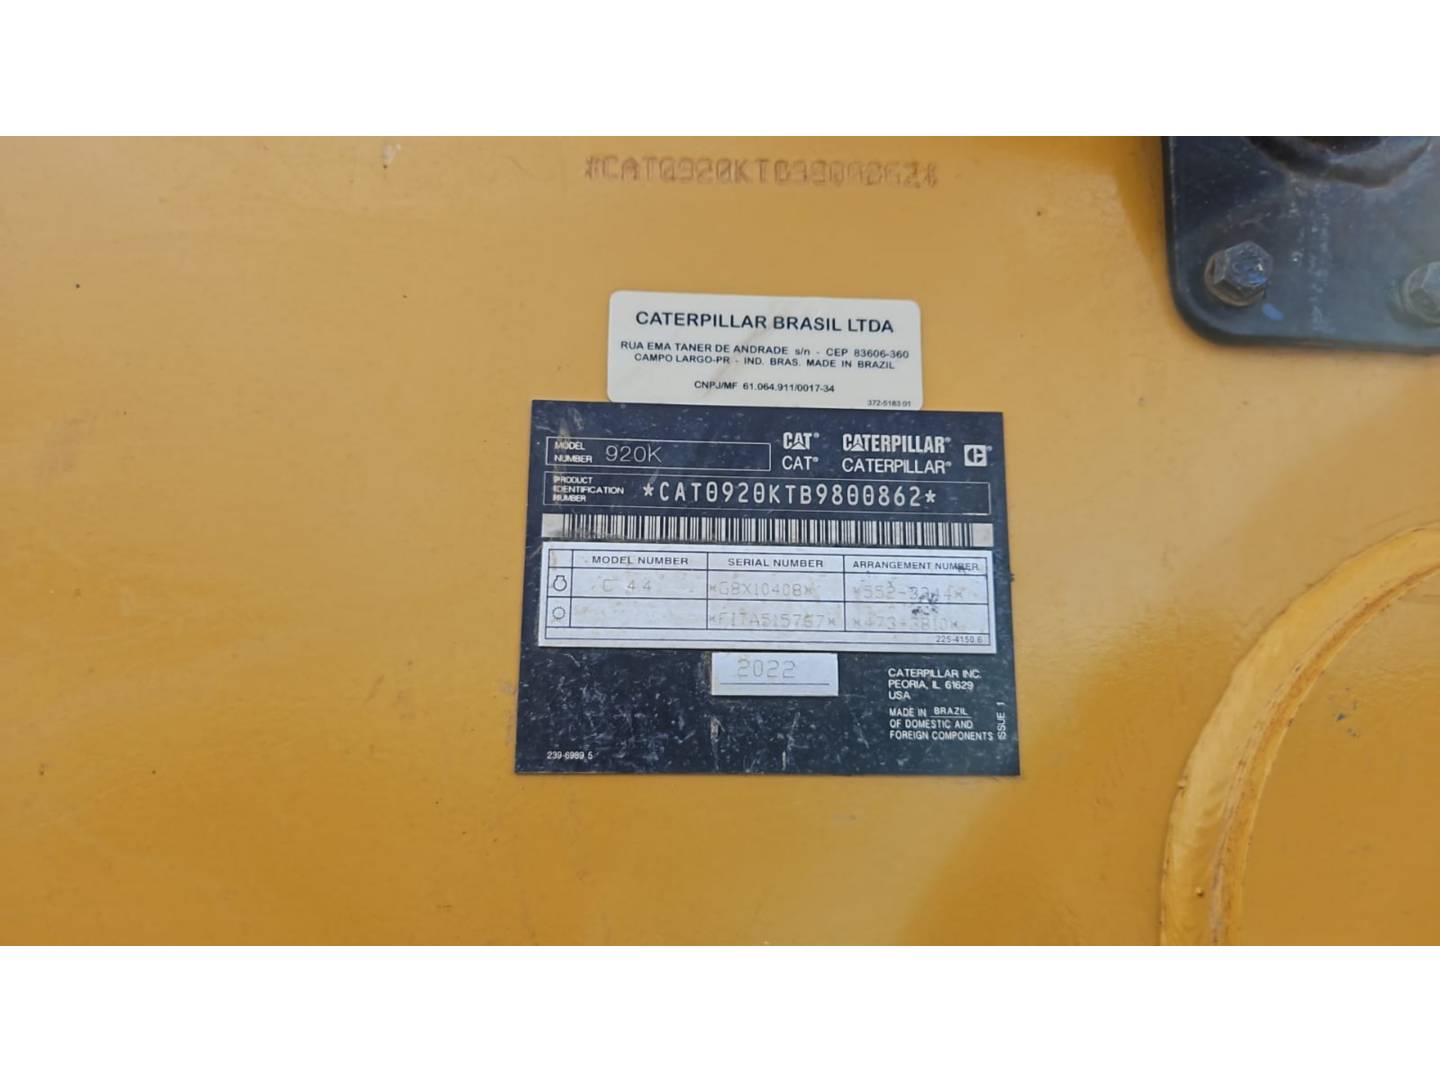 *CAT0920KTB9800862*
CATERPILLAR BRASIL LTDA
RUA EMA TANER DE ANDRADE s/n - CEP 83606-360
CAMPO LARGO-PR - IND. BRAS. MADE IN BRAZIL
CNPJ/MF 61.064.911/0017-34
372-5183 01
MODEL NUMBER 920K
CAT® CATERPILLAR®
CAT® CATERPILLAR®
PRODUCT IDENTIFICATION NUMBER *CAT0920KTB9800862*
MODEL NUMBER SERIAL NUMBER ARRANGEMENT NUMBER
C 4 4 *G8X10408*
*F17A515767* *473-3810*
225-4150 6
2022
CATERPILLAR INC.
PEORIA, IL 61629
USA
MADE IN BRAZIL
OF DOMESTIC AND
FOREIGN COMPONENTS
ISSUE 1
239-6989 5